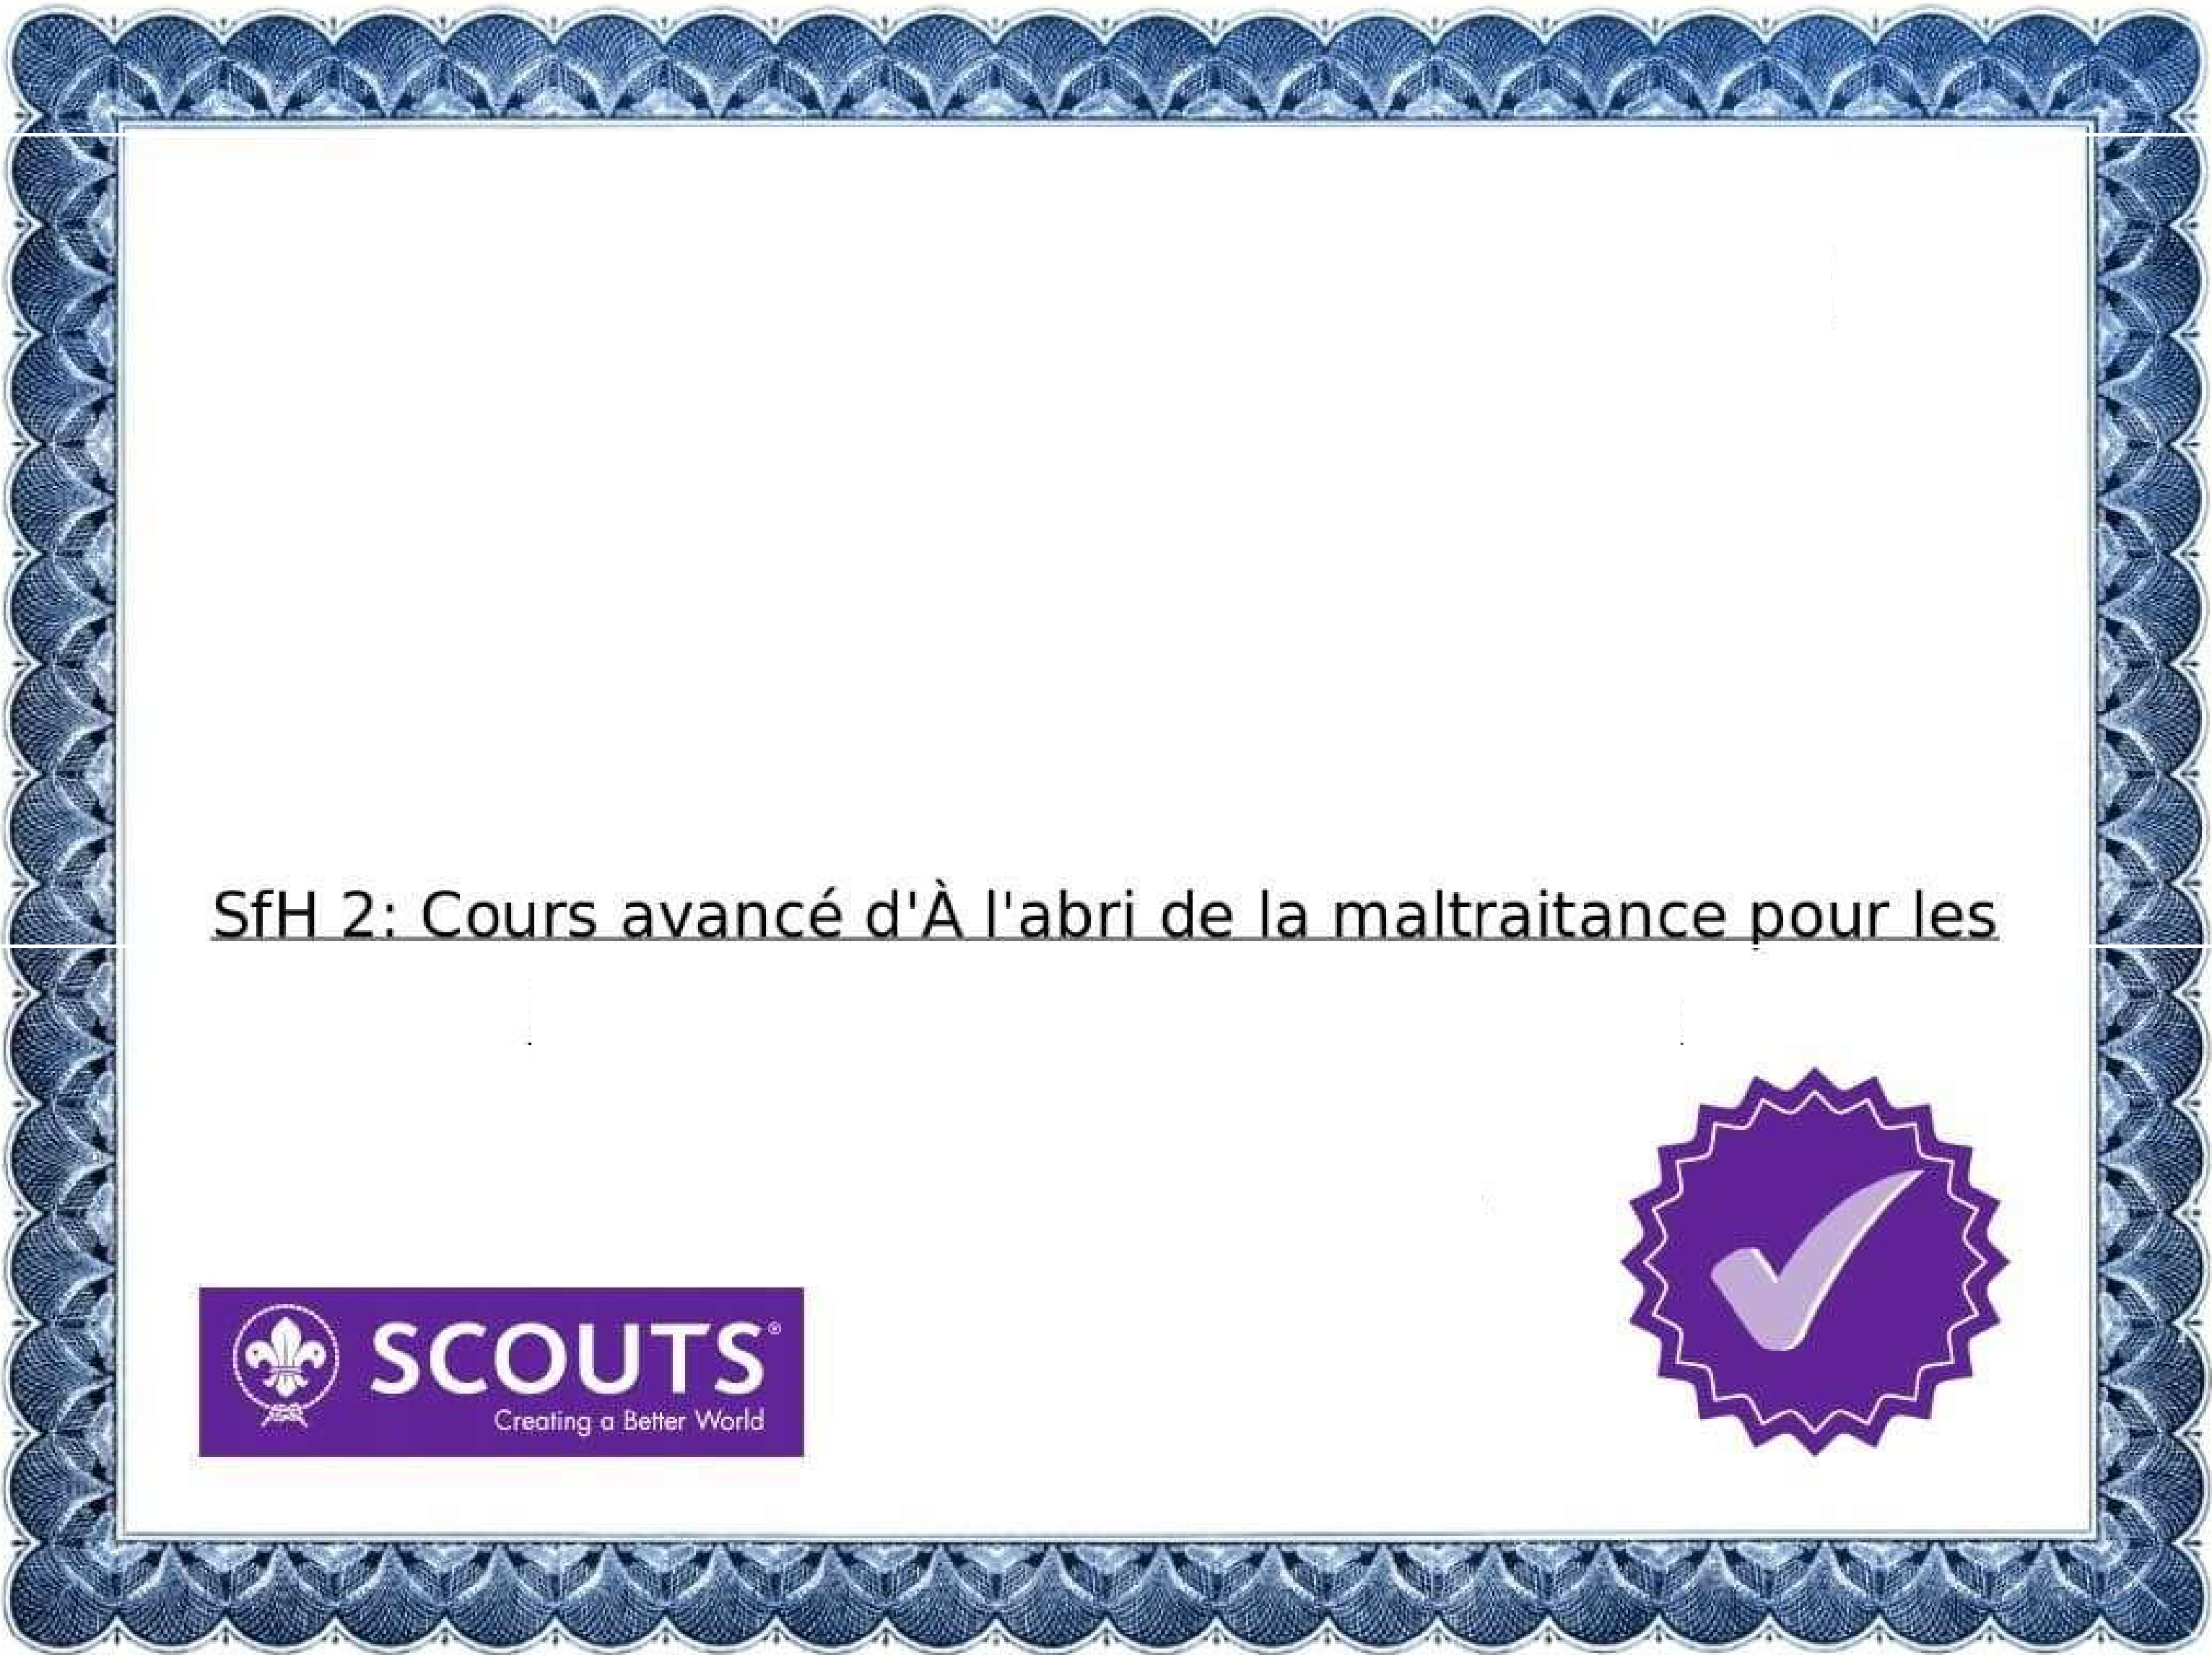 SfH 2: Cours avancé d'À l'abri de la maltraitance pour les
SCOUTS®
Creating a Better World